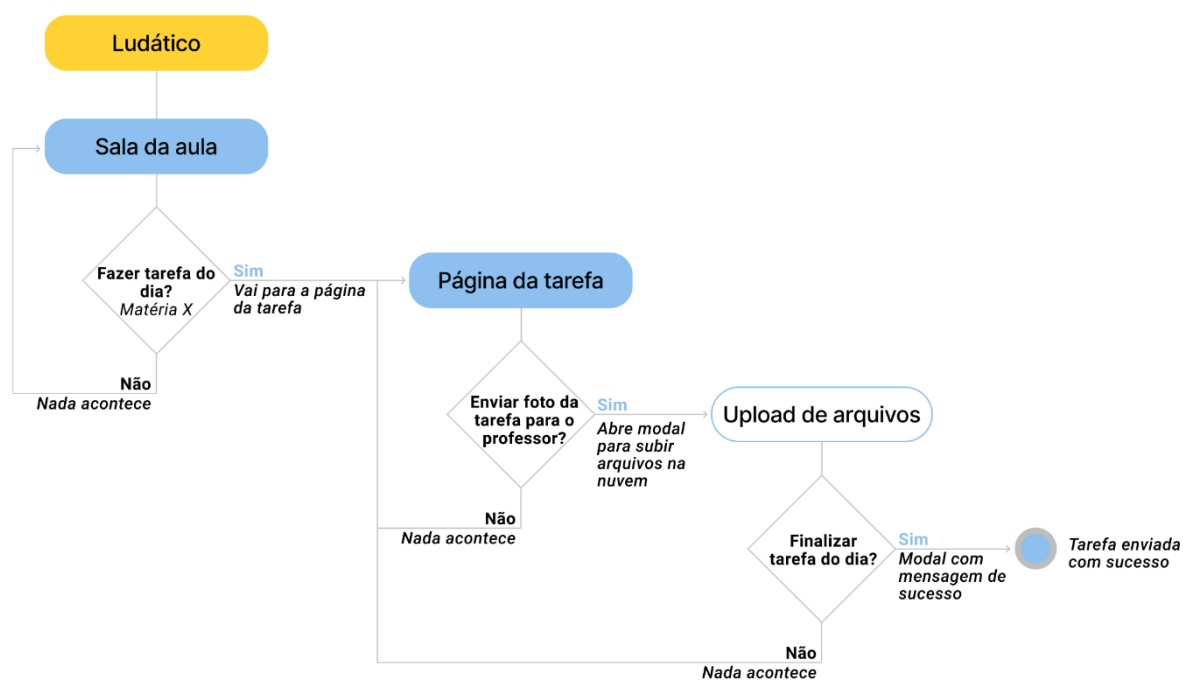 Ludático
Sala da aula
Fazer tarefa do
dia?
Matéria X
Sim
Vai para a página
da tarefa
Não
Nada acontece
Página da tarefa
Enviar foto da
tarefa para o
professor?
Sim
Abre modal
para subir
arquivos na
nuvem
Não
Nada acontece
Upload de arquivos
Finalizar
tarefa do dia?
Sim
Modal com
mensagem de
sucesso
Tarefa enviada
com sucesso
Não
Nada acontece